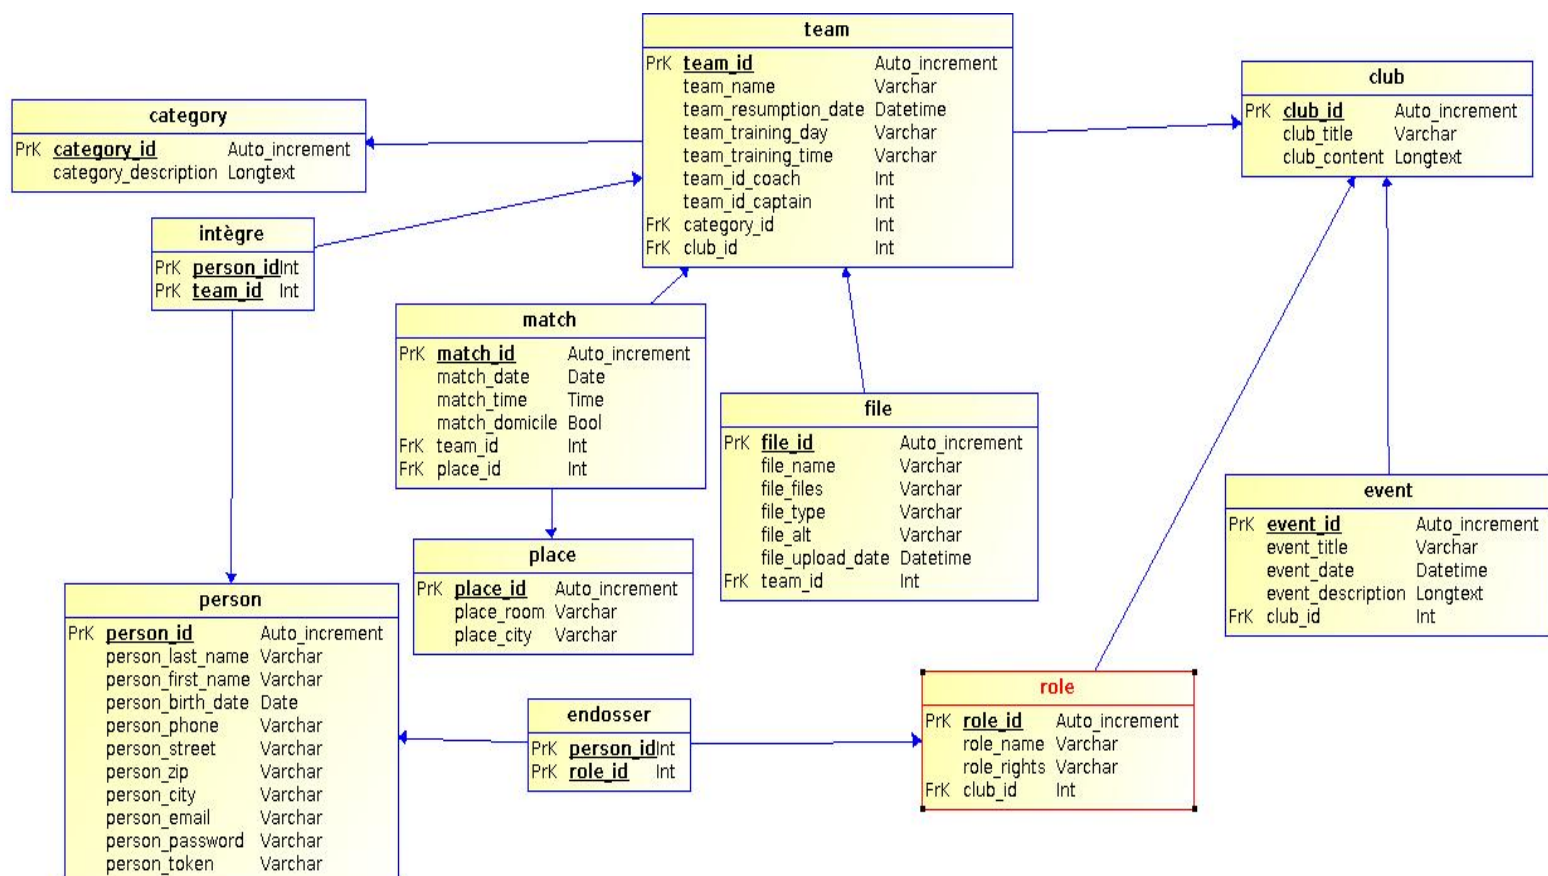 team
PrK team_id Auto_increment
team_name Varchar
team_resumption_date Datetime
team_training_day Varchar
team_training_time Varchar
team_id_coach Int
team_id_captain Int
FrK category_id Int
FrK club_id Int
club
PrK club_id Auto_increment
club_title Varchar
club_content Longtext
category
PrK category_id Auto_increment
category_description Longtext
intègre
PrK person_id Int
PrK team_id Int
match
PrK match_id Auto_increment
match_date Date
match_time Time
match_domicile Bool
FrK team_id Int
FrK place_id Int
file
PrK file_id Auto_increment
file_name Varchar
file_files Varchar
file_type Varchar
file_alt Varchar
file_upload_date Datetime
FrK team_id Int
event
PrK event_id Auto_increment
event_title Varchar
event_date Datetime
event_description Longtext
FrK club_id Int
place
PrK place_id Auto_increment
place_room Varchar
place_city Varchar
person
PrK person_id Auto_increment
person_last_name Varchar
person_first_name Varchar
person_birth_date Date
person_phone Varchar
person_street Varchar
person_zip Varchar
person_city Varchar
person_email Varchar
person_password Varchar
person_token Varchar
endosser
PrK person_id Int
PrK role_id Int
role
PrK role_id Auto_increment
role_name Varchar
role_rights Varchar
FrK club_id Int